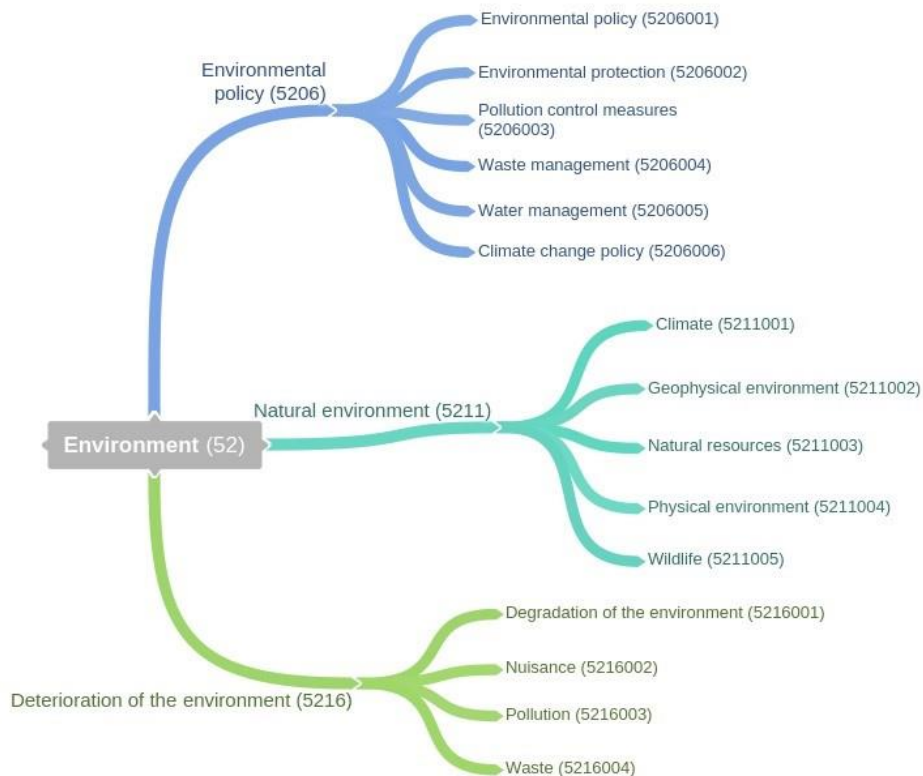 Environmental policy (5206001)
Environmental
policy (5206)
Environmental protection (5206002)
Pollution control measures
(5206003)
Waste management (5206004)
Water management (5206005)
Climate change policy (5206006)
Climate (5211001)
Geophysical environment (5211002)
Natural environment (5211)
Environment (52)
Natural resources (5211003)
Physical environment (5211004)
Wildlife (5211005)
Degradation of the environment (5216001)
Nuisance (5216002)
Deterioration of the environment (5216)
Pollution (5216003)
Waste (5216004)